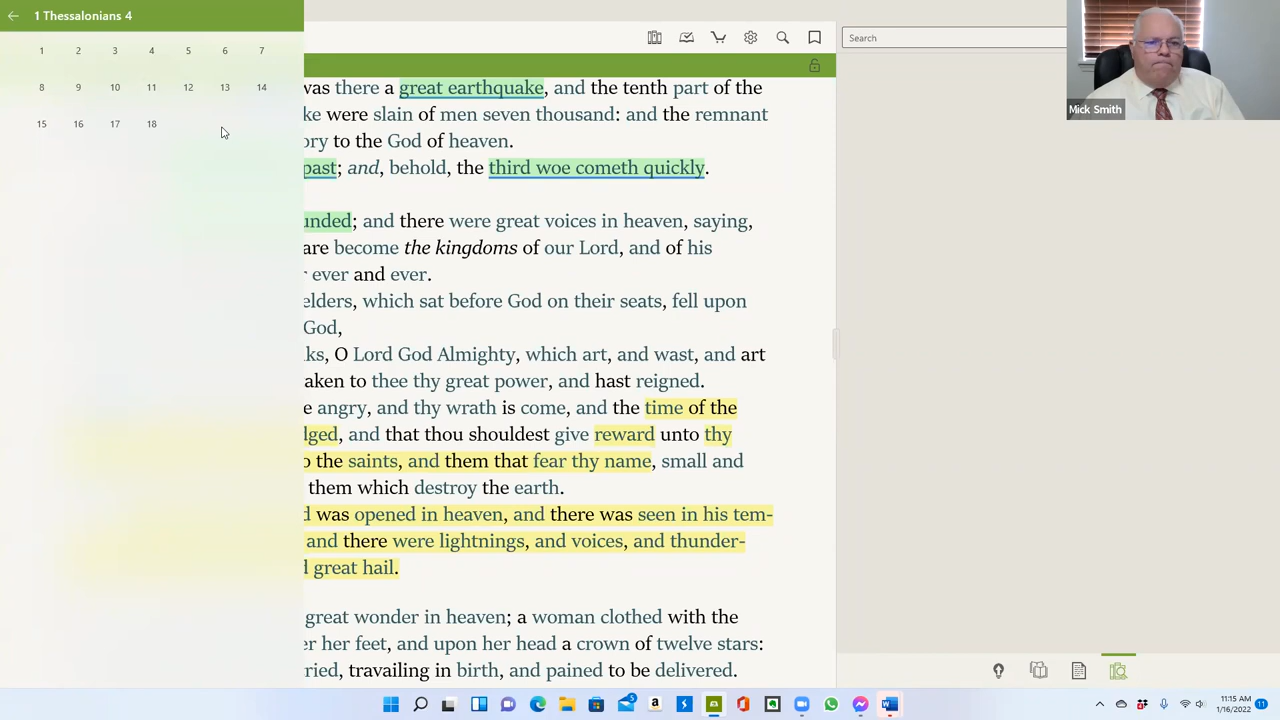 1 Thessalonians 4
1 2 3 4 5 6 7
8 9 10 11 12 13 14
15 16 17 18
was there a great earthquake, and the tenth part of the
ke were slain of men seven thousand: and the remnant
ory to the God of heaven.
past; and, behold, the third woe cometh quickly.
unded; and there were great voices in heaven, saying,
are become the kingdoms of our Lord, and of his
r ever and ever.
elders, which sat before God on their seats, fell upon
God,
ks, O Lord God Almighty, which art, and wast, and art
aken to thee thy great power, and hast reigned.
e angry, and thy wrath is come, and the time of the
dged, and that thou shouldest give reward unto thy
o the saints, and them that fear thy name, small and
them which destroy the earth.
d was opened in heaven, and there was seen in his tem-
and there were lightnings, and voices, and thunder-
d great hail.
great wonder in heaven; a woman clothed with the
er her feet, and upon her head a crown of twelve stars:
ried, travailing in birth, and pained to be delivered.
Search
Mick Smith
11:15 AM
1/16/2022